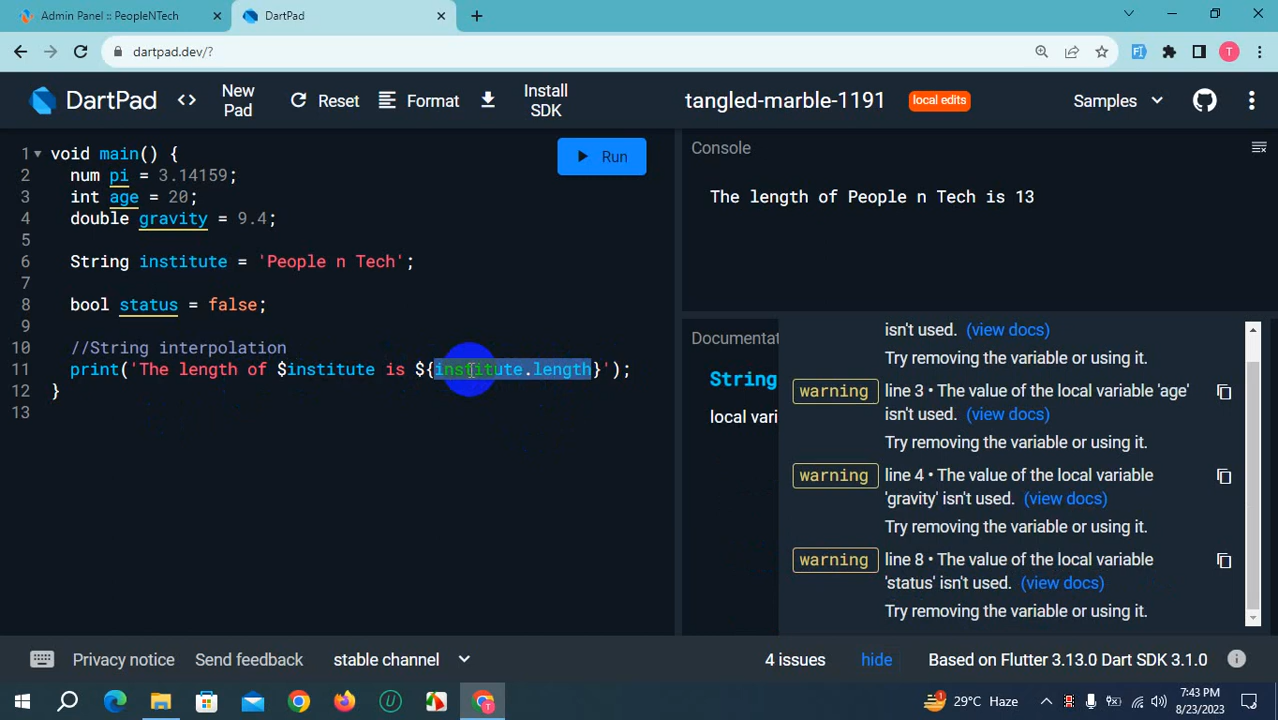 Admin Panel :: PeopleNTech
DartPad
dartpad.dev/?
T
DartPad
New Pad
Reset
Format
Install SDK
tangled-marble-1191
local edits
Samples
1 void main() {
2 num pi = 3.14159;
3 int age = 20;
4 double gravity = 9.4;
5
6 String institute = 'People n Tech';
7
8 bool status = false;
9
10 //String interpolation
11 print('The length of $institute is ${institute.length}');
12 }
13
Run
Console
The length of People n Tech is 13
Documentat
String
local vari
isn't used. (view docs)
Try removing the variable or using it.
warning line 3 • The value of the local variable 'age'
isn't used. (view docs)
Try removing the variable or using it.
warning line 4 • The value of the local variable
'gravity' isn't used. (view docs)
Try removing the variable or using it.
warning line 8 • The value of the local variable
'status' isn't used. (view docs)
Try removing the variable or using it.
Privacy notice
Send feedback
stable channel
4 issues
hide
Based on Flutter 3.13.0 Dart SDK 3.1.0
29°C Haze
7:43 PM
8/23/2023